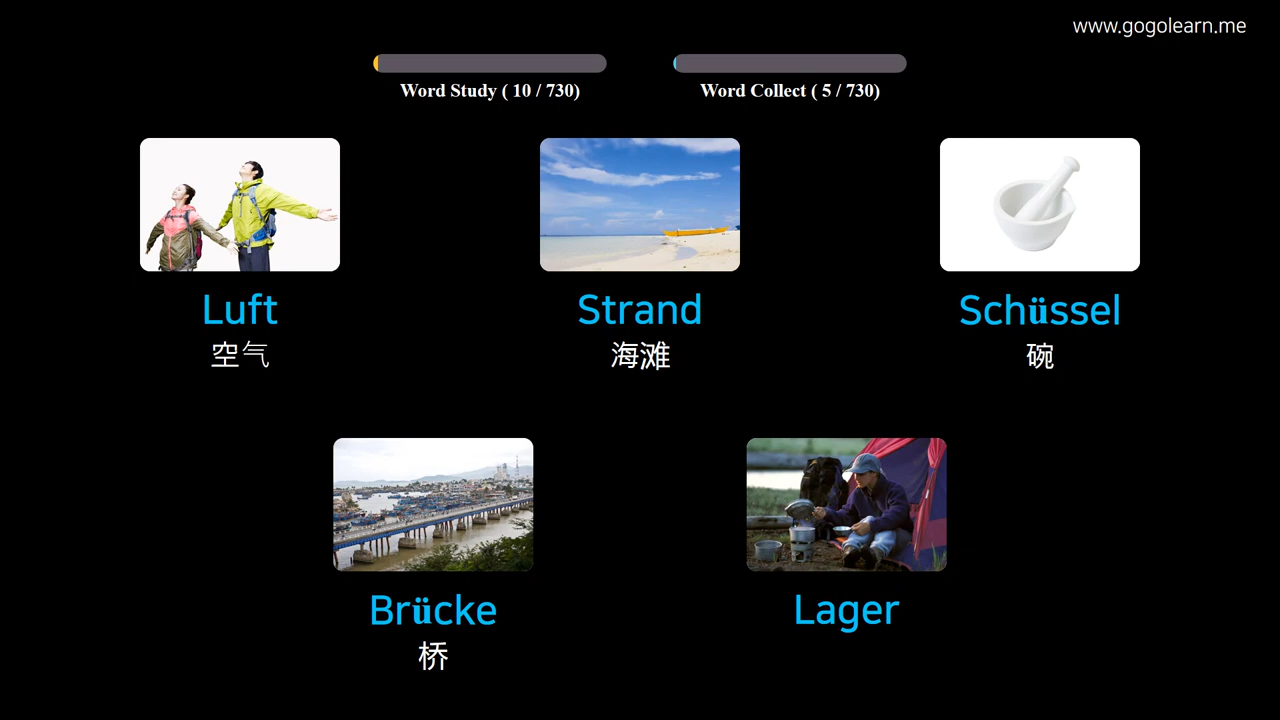 www.gogolearn.me
Word Study ( 10 / 730)
Word Collect ( 5 / 730)
Luft
空气
Strand
海滩
Schüssel
碗
Brücke
桥
Lager